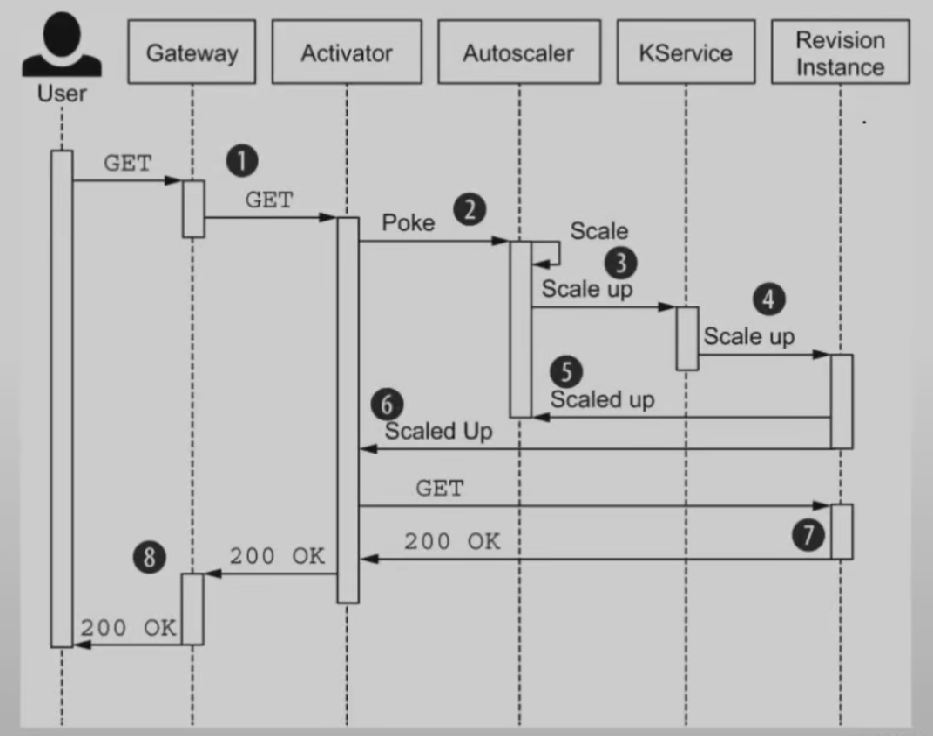 User
Gateway
Activator
Autoscaler
KService
Revision
Instance
GET
1
GET
Poke
2
Scale
3
Scale up
4
Scale up
5
Scaled up
6
Scaled Up
GET
7
200 OK
8
200 OK
200 OK